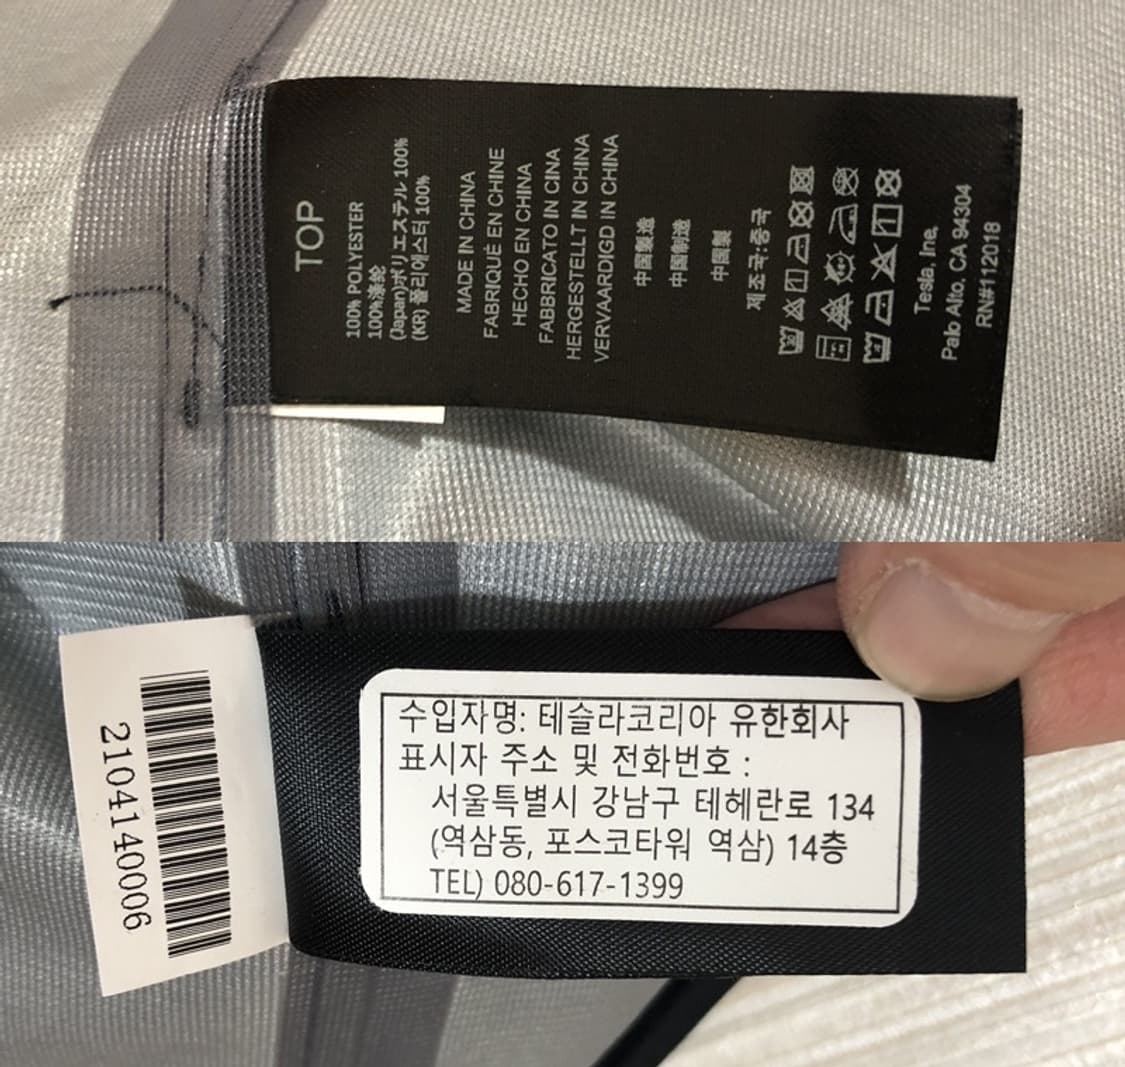 TOP
100% POLYESTER
100%涤纶
(Japan)ポリエステル 100%
(KR) 폴리에스터 100%
MADE IN CHINA
FABRIQUÉ EN CHINE
HECHO EN CHINA
FABBRICATO IN CINA
HERGESTELLT IN CHINA
VERVAARDIGD IN CHINA
中國製造
中国制造
中国製
제조국:중국
Tesla, Inc,
Palo Alto, CA 94304
RN#112018
2104140006
수입자명: 테슬라코리아 유한회사
표시자 주소 및 전화번호 :
서울특별시 강남구 테헤란로 134
(역삼동, 포스코타워 역삼) 14층
TEL) 080-617-1399